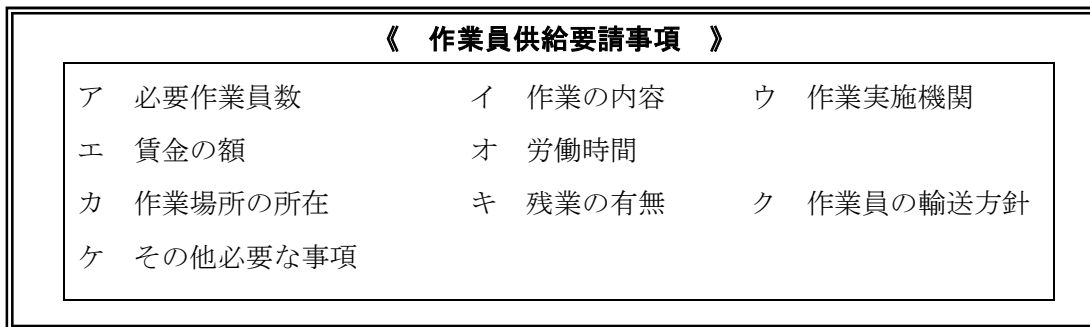 《 作業員供給要請事項 》
ア 必要作業員数 イ 作業の内容 ウ 作業実施機関
エ 賃金の額 オ 労働時間
カ 作業場所の所在 キ 残業の有無 ク 作業員の輸送方針
ケ その他必要な事項